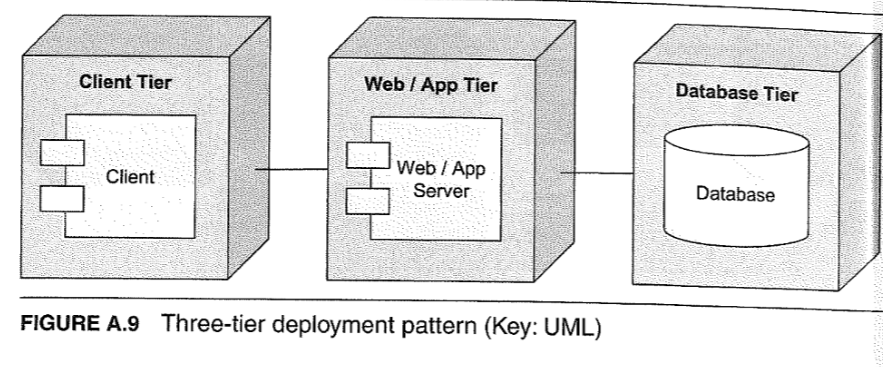 Client Tier
Web / App Tier
Database Tier
Client
Web / App
Server
Database
FIGURE A.9 Three-tier deployment pattern (Key: UML)